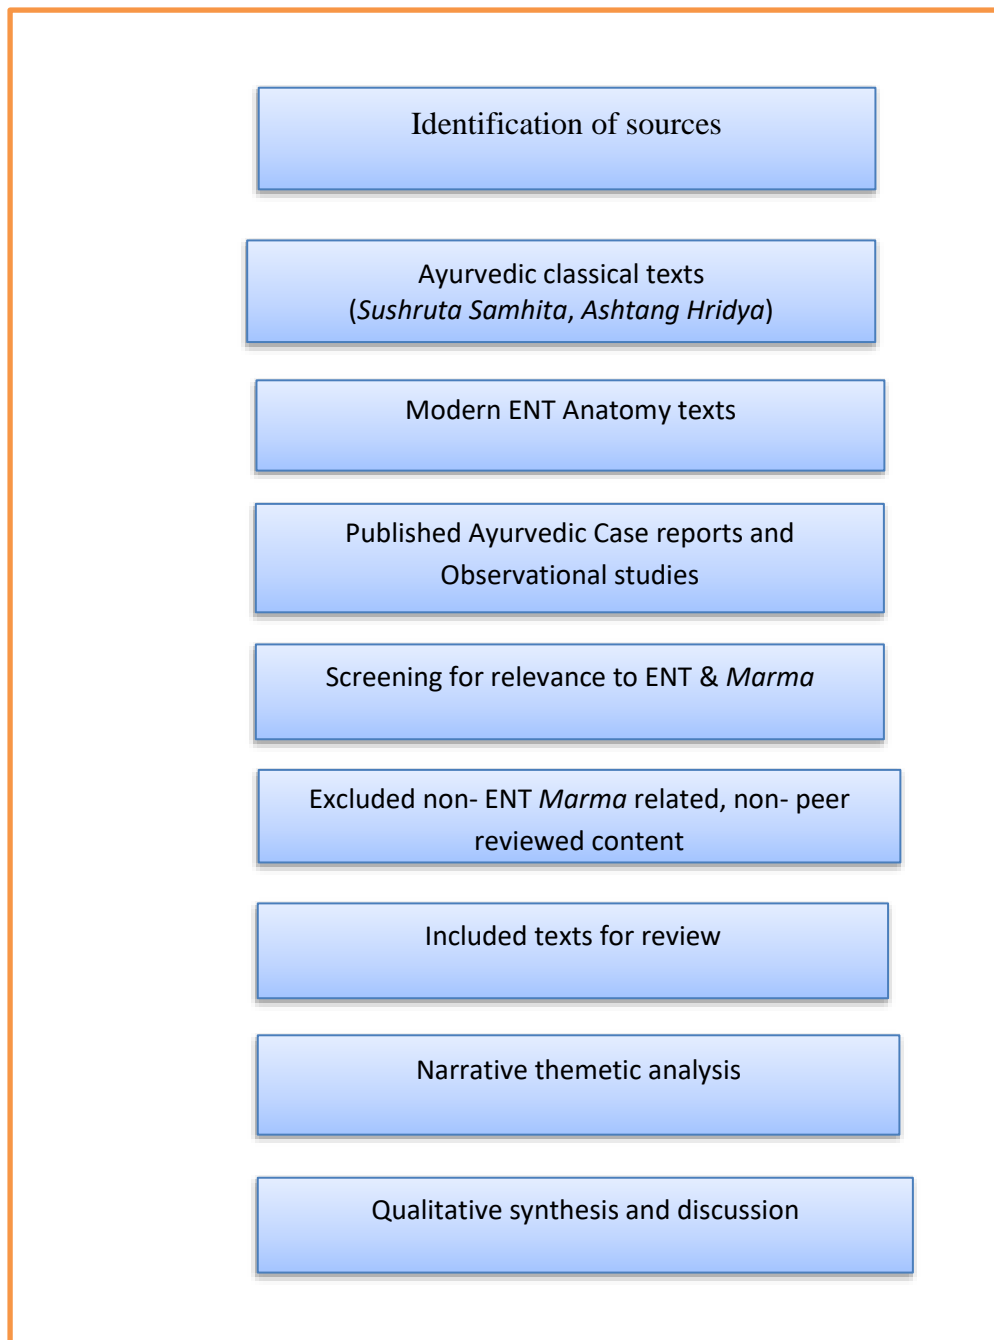 Identification of sources
Ayurvedic classical texts
(Sushruta Samhita, Ashtang Hridya)
Modern ENT Anatomy texts
Published Ayurvedic Case reports and
Observational studies
Screening for relevance to ENT & Marma
Excluded non- ENT Marma related, non- peer
reviewed content
Included texts for review
Narrative themetic analysis
Qualitative synthesis and discussion